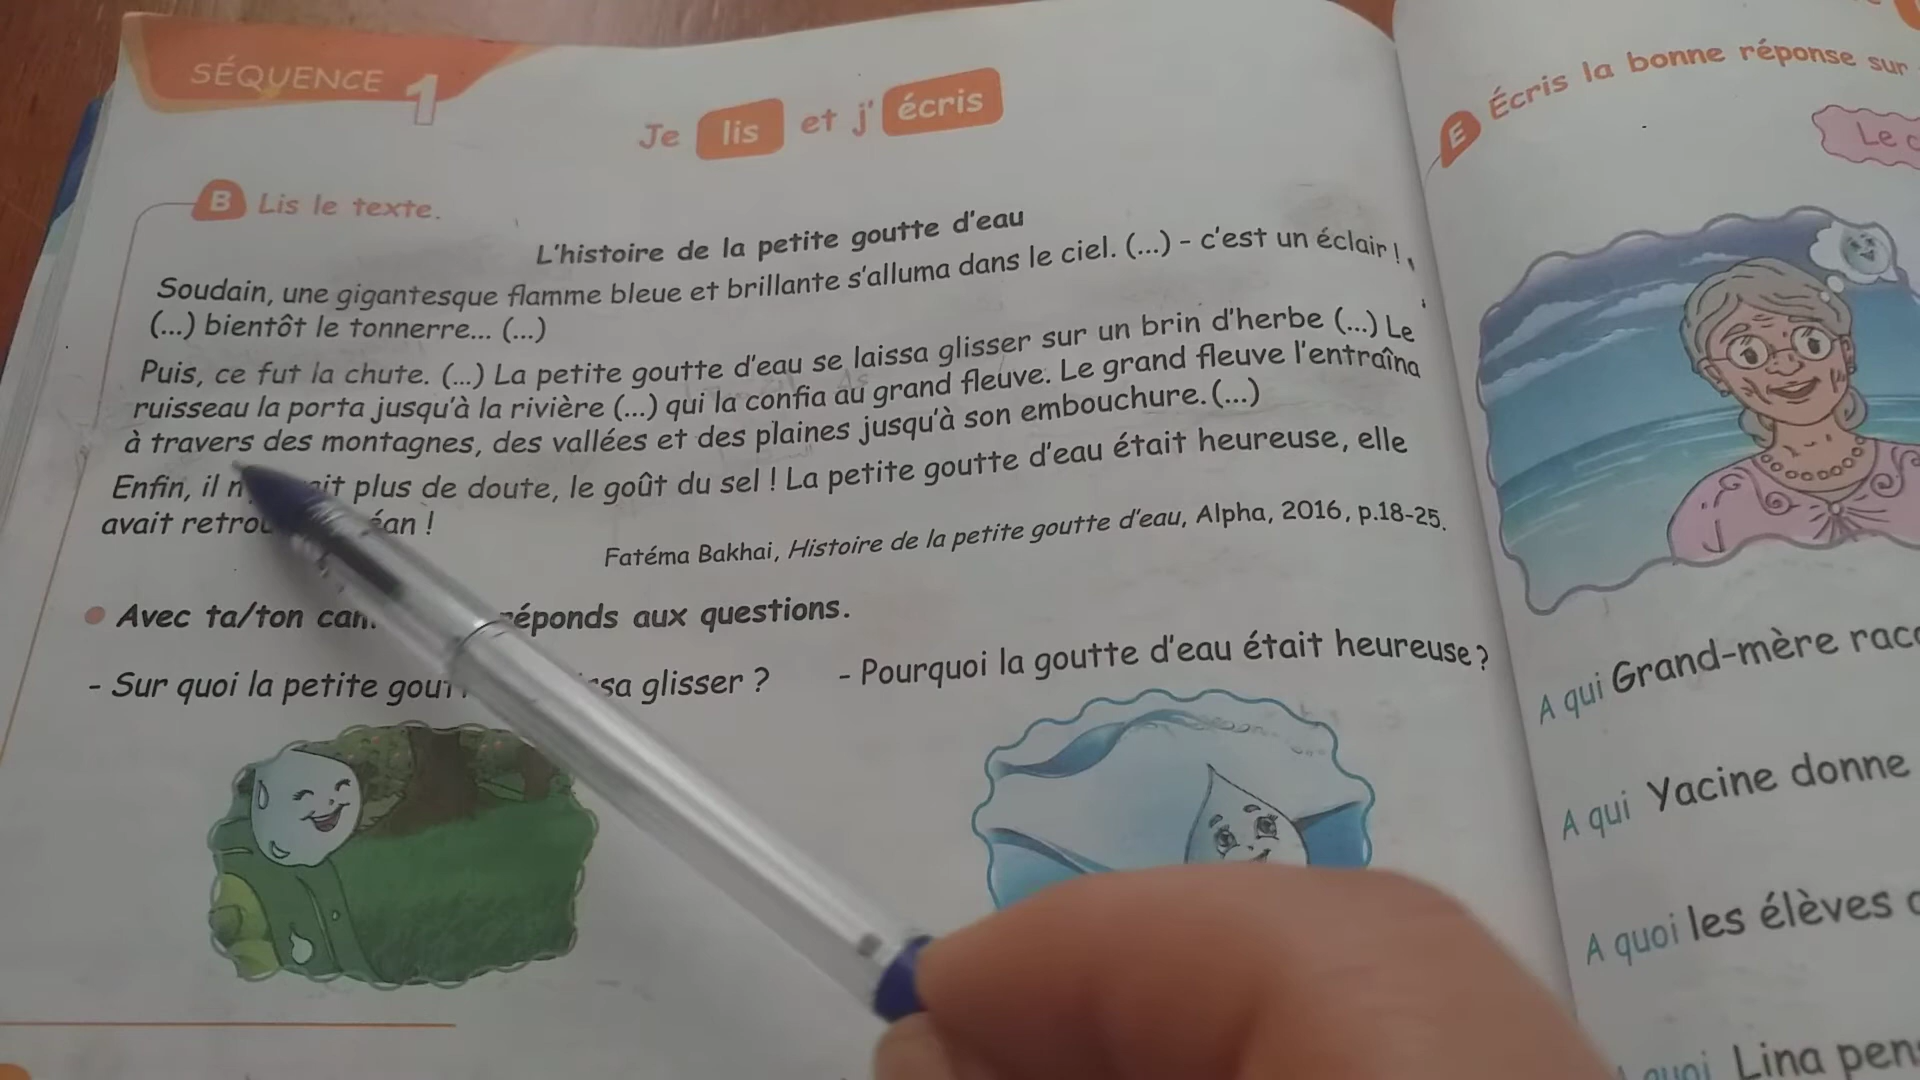 SÉQUENCE 1
Je lis et j'écris
B Lis le texte.
L'histoire de la petite goutte d'eau
Soudain, une gigantesque flamme bleue et brillante s'alluma dans le ciel. (...) - c'est un éclair !
(...) bientôt le tonnerre... (...)
Puis, ce fut la chute. (...) La petite goutte d'eau se laissa glisser sur un brin d'herbe (...) Le
ruisseau la porta jusqu'à la rivière (...) qui la confia au grand fleuve. Le grand fleuve l'entraîna
à travers des montagnes, des vallées et des plaines jusqu'à son embouchure. (...)
Enfin, il plus de doute, le goût du sel ! La petite goutte d'eau était heureuse, elle
avait !
Fatéma Bakhai, Histoire de la petite goutte d'eau, Alpha, 2016, p.18-25.
Avec ta/ton réponds aux questions.
- Sur quoi la petite glisser ?
- Pourquoi la goutte d'eau était heureuse ?
E Écris la bonne réponse sur
Le
A qui Grand-mère
A qui Yacine donne
A quoi les élèves
quoi Lina